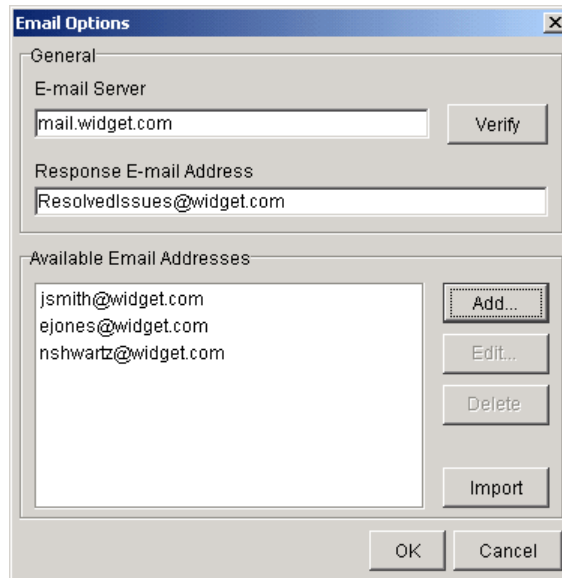 Email Options
General
E-mail Server
mail.widget.com
Verify
Response E-mail Address
ResolvedIssues@widget.com
Available Email Addresses
jsmith@widget.com
ejones@widget.com
nshwartz@widget.com
Add...
Edit...
Delete
Import
OK
Cancel